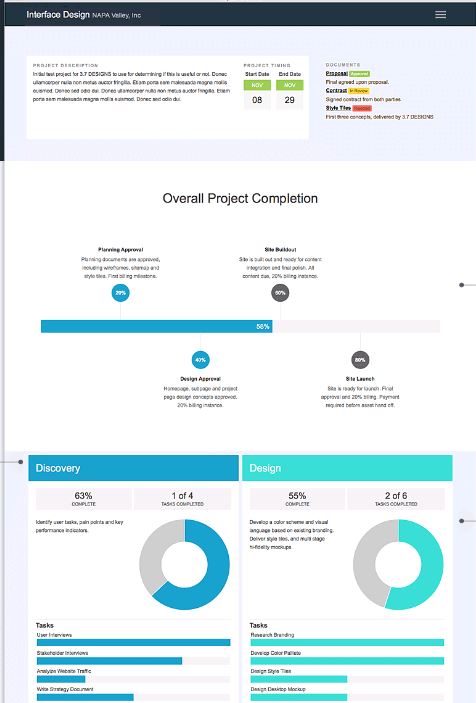 Interface Design NAPA Valley, Inc
PROJECT DESCRIPTION
Initial test project for 3.7 DESIGNS to use for determining if this is useful or not. Donec
ullamcorper nulla non metus auctor fringilla. Etiam porta sem malesuada magna mollis
euismod. Donec ullamcorper nulla non metus auctor fringilla. Etiam
porta sem malesuada magna mollis euismod. Donec sed odio dui.
PROJECT TIMING
Start Date End Date
NOV NOV
08 29
DOCUMENTS
Proposal Approved
Final agreed upon proposal.
Contract In Review
Signed contract from both parties
Style Tiles Rejected
First three concepts, delivered by 3.7 DESIGNS
Overall Project Completion
Planning Approval
Planning documents are approved,
including wireframes, sitemap and
style tiles. First billing milestone.
20%
Site Buildout
Site is built out and ready for content
integration and final polish. All
content due, 20% billing instance.
60%
58%
40%
Design Approval
Homepage, subpage and project
page design concepts approved.
20% billing instance.
80%
Site Launch
Site is ready for launch. Final
approval and 20% billing. Payment
required before asset hand off.
Discovery
63%
COMPLETE
1 of 4
TASKS COMPLETED
Identify user tasks, pain points and key
performance indicators.
Tasks
User Interviews
Stakeholder Interviews
Analyze Website Traffic
Write Strategy Document
Design
55%
COMPLETE
2 of 6
TASKS COMPLETED
Develop a color scheme and visual
language based on existing branding.
Deliver style tiles, and multi stage
hi-fidelity mockups
Tasks
Research Branding
Develop Color Pallete
Design Style Tiles
Design Desktop Mockup